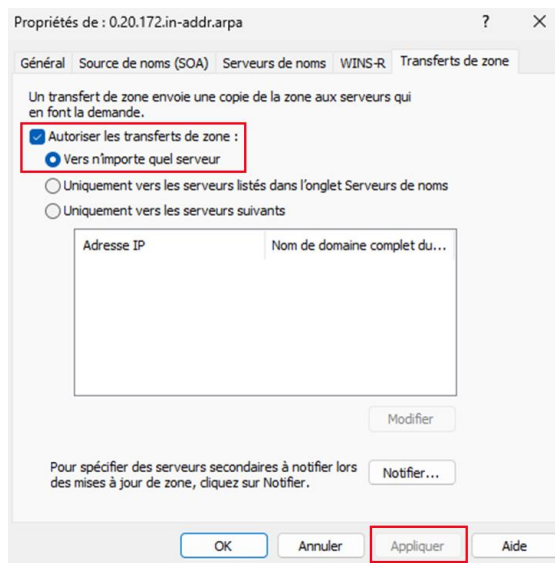 Propriétés de : 0.20.172.in-addr.arpa ? X
Général Source de noms (SOA) Serveurs de noms WINS-R Transferts de zone
Un transfert de zone envoie une copie de la zone aux serveurs qui
en font la demande.
Autoriser les transferts de zone :
Vers n'importe quel serveur
Uniquement vers les serveurs listés dans l'onglet Serveurs de noms
Uniquement vers les serveurs suivants
Adresse IP Nom de domaine complet du...
Modifier
Pour spécifier des serveurs secondaires à notifier lors
des mises à jour de zone, cliquez sur Notifier.
Notifier...
OK Annuler Appliquer Aide